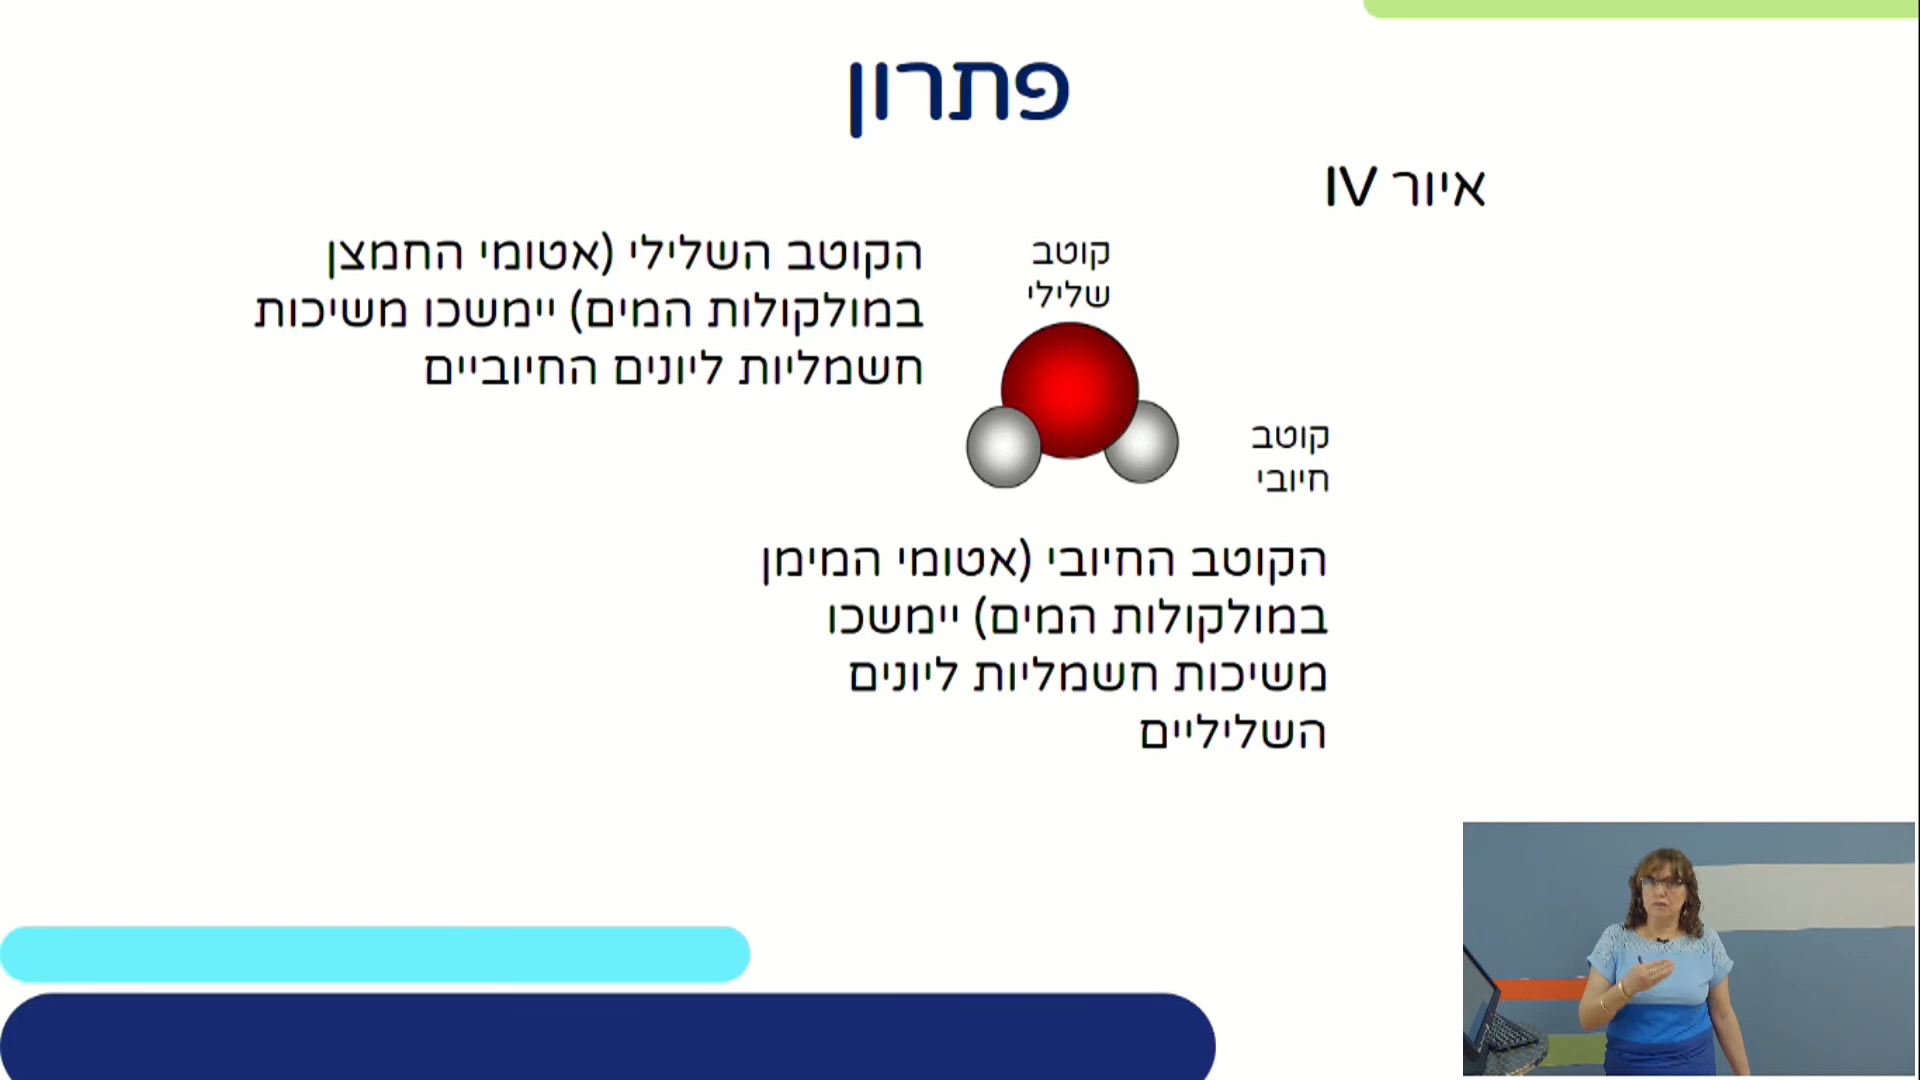 פתרון
איור IV
קוטב
שלילי
הקוטב השלילי (אטומי החמצן
במולקולות המים) יימשכו משיכות
חשמליות ליונים החיוביים
קוטב
חיובי
הקוטב החיובי (אטומי המימן
במולקולות המים) יימשכו
משיכות חשמליות ליונים
השליליים